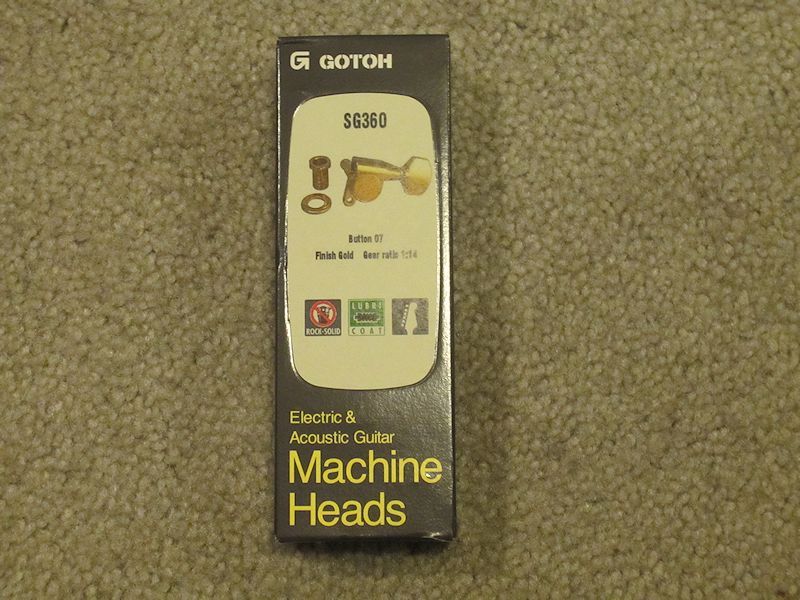 GOTOH
SG360
Button 07
Finish Gold Gear ratio 1:14
ROCK-SOLID
LUBRI
COAT
Electric &
Acoustic Guitar
Machine
Heads